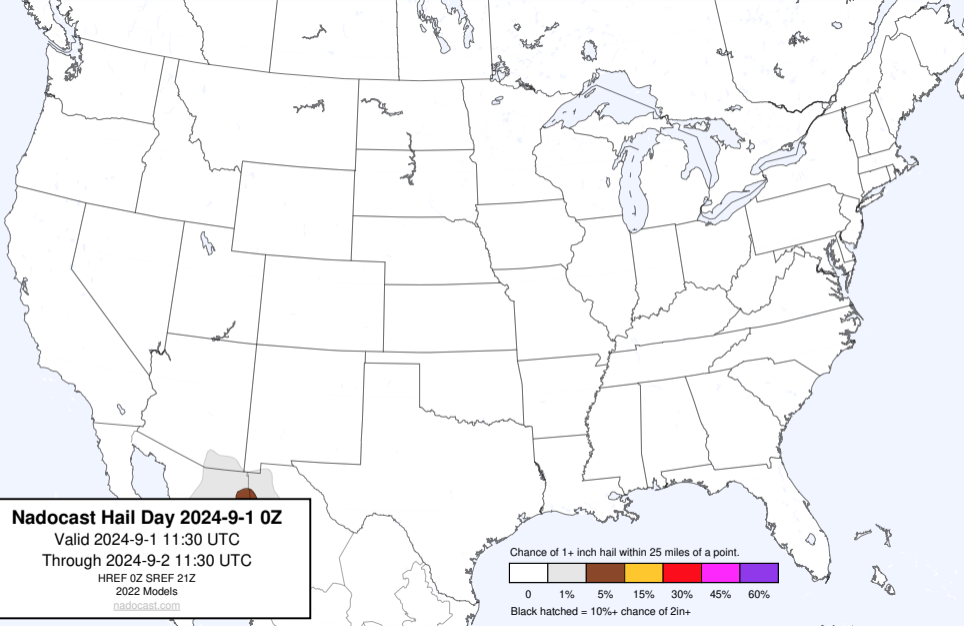 Nadocast Hail Day 2024-9-1 0Z
Valid 2024-9-1 11:30 UTC
Through 2024-9-2 11:30 UTC
HREF 0Z SREF 21Z
2022 Models
nadocast.com
Chance of 1+ inch hail within 25 miles of a point.
0 1% 5% 15% 30% 45% 60%
Black hatched = 10%+ chance of 2in+